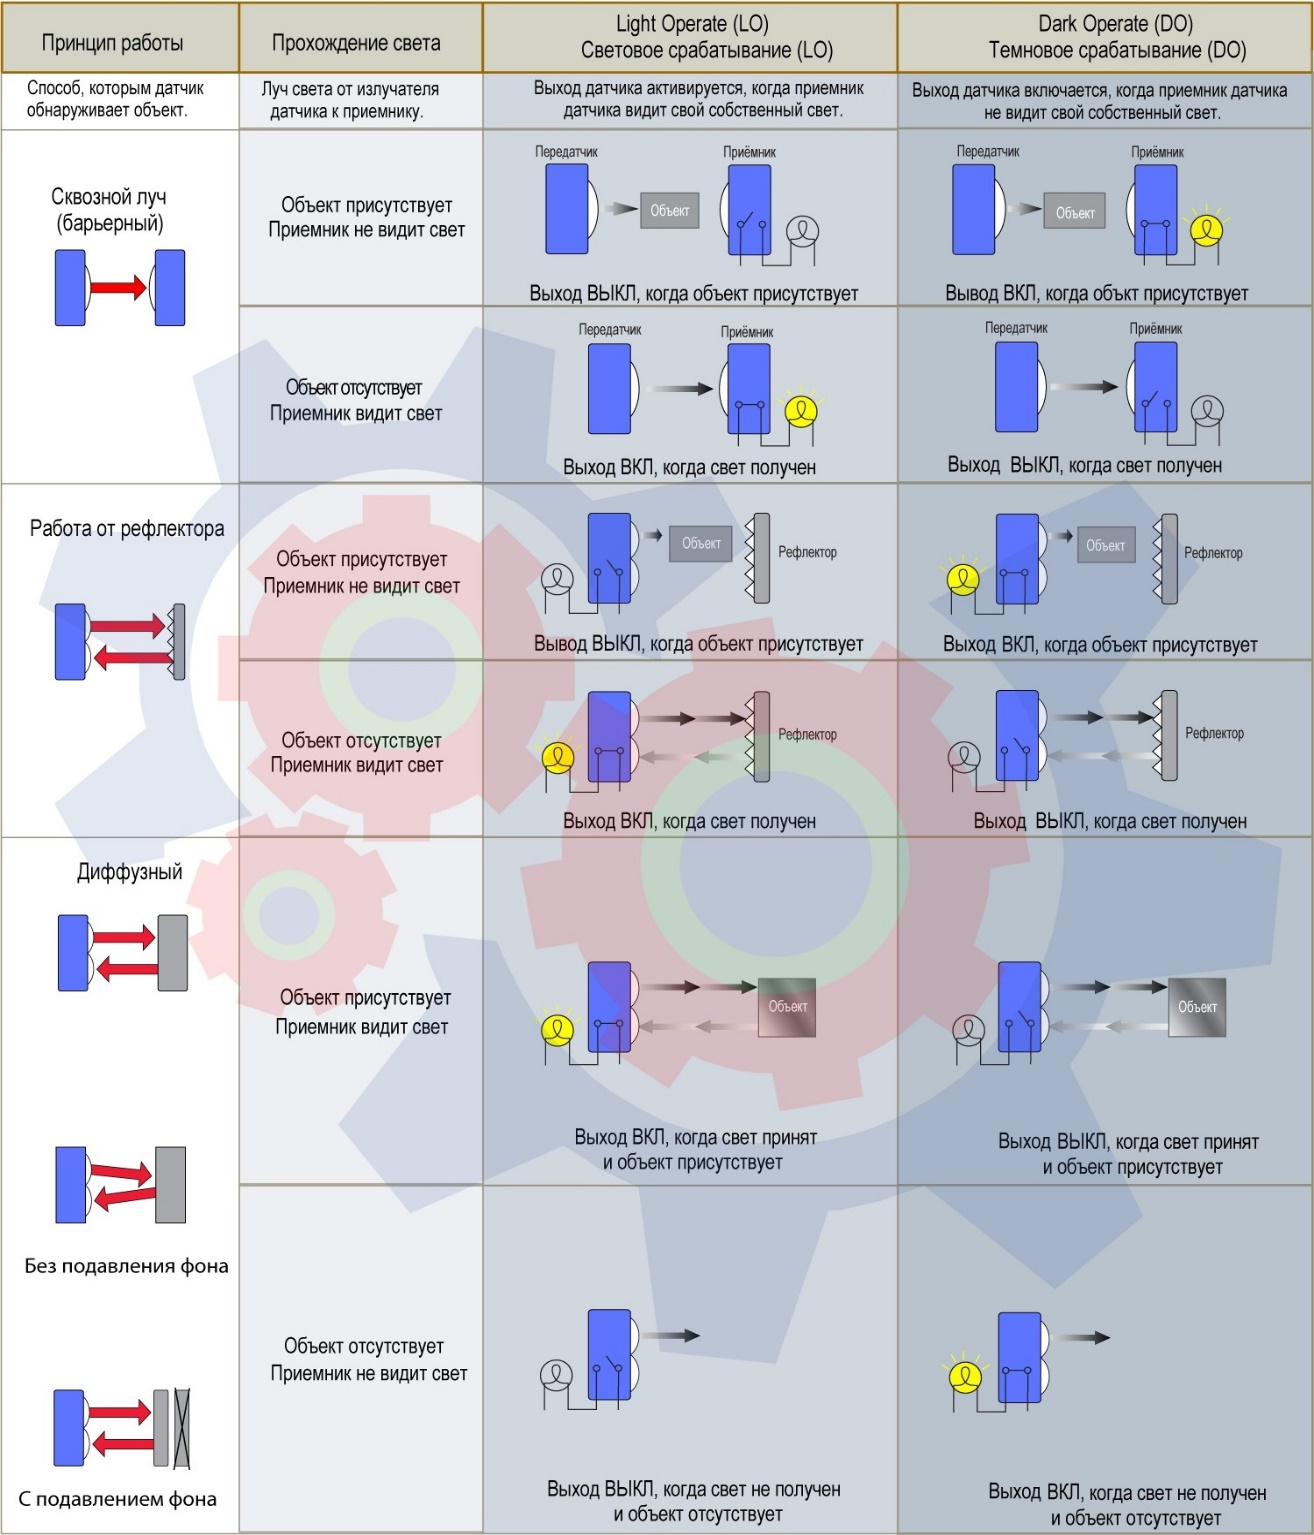 Принцип работы
Прохождение света
Light Operate (LO)
Световое срабатывание (LO)
Dark Operate (DO)
Темновое срабатывание (DO)
Способ, которым датчик
обнаруживает объект.
Луч света от излучателя
датчика к приемнику.
Выход датчика активируется, когда приемник
датчика видит свой собственный свет.
Выход датчика включается, когда приемник датчика
не видит свой собственный свет.
Сквозной луч
(барьерный)
Объект присутствует
Приемник не видит свет
Передатчик
Приёмник
Объект
Выход ВЫКЛ, когда объект присутствует
Передатчик
Приёмник
Объект
Вывод ВКЛ, когда объкт присутствует
Объект отсутствует
Приемник видит свет
Передатчик
Приёмник
Выход ВКЛ, когда свет получен
Передатчик
Приёмник
Выход ВЫКЛ, когда свет получен
Работа от рефлектора
Объект присутствует
Приемник не видит свет
Объект
Рефлектор
Вывод ВЫКЛ, когда объект присутствует
Объект
Рефлектор
Выход ВКЛ, когда объект присутствует
Объект отсутствует
Приемник видит свет
Рефлектор
Выход ВКЛ, когда свет получен
Рефлектор
Выход ВЫКЛ, когда свет получен
Диффузный
Без подавления фона
С подавлением фона
Объект присутствует
Приемник видит свет
Объект
Выход ВКЛ, когда свет принят
и объект присутствует
Объект
Выход ВЫКЛ, когда свет принят
и объект присутствует
Объект отсутствует
Приемник не видит свет
Выход ВЫКЛ, когда свет не получен
и объект отсутствует
Выход ВКЛ, когда свет не получен
и объект отсутствует